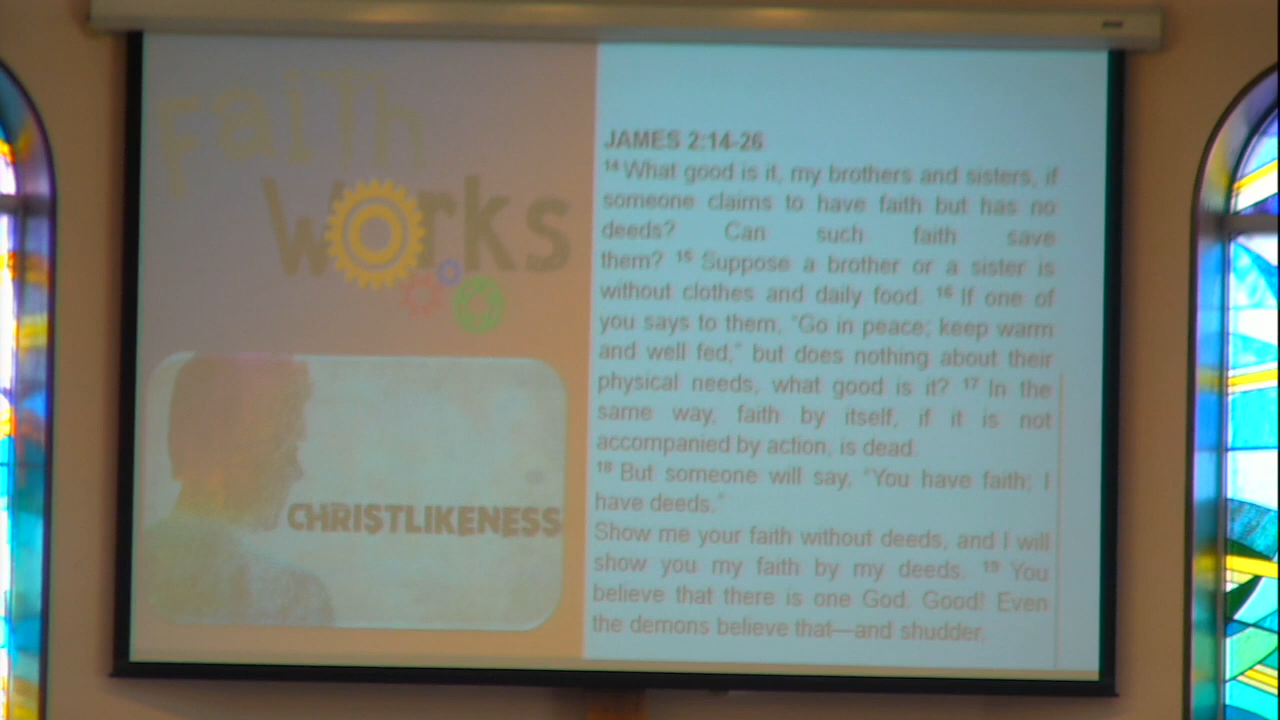 FaiTh
Works
CHRISTLIKENESS
JAMES 2:14-26
14 What good is it, my brothers and sisters, if
someone claims to have faith but has no
deeds? Can such faith save
them? 15 Suppose a brother or a sister is
without clothes and daily food. 16 If one of
you says to them, “Go in peace; keep warm
and well fed,” but does nothing about their
physical needs, what good is it? 17 In the
same way, faith by itself, if it is not
accompanied by action, is dead.
18 But someone will say, “You have faith; I
have deeds.”
Show me your faith without deeds, and I will
show you my faith by my deeds. 19 You
believe that there is one God. Good! Even
the demons believe that—and shudder.